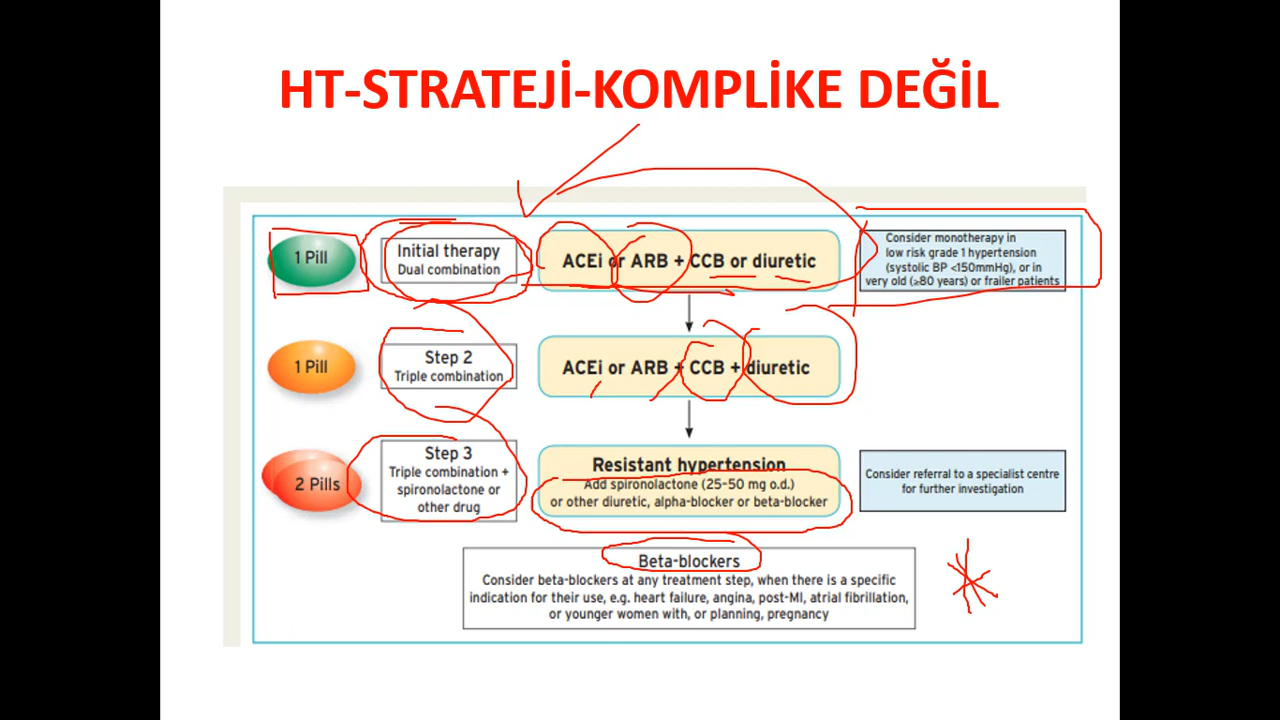 HT-STRATEJİ-KOMPLİKE DEĞİL
1 Pill
Initial therapy
Dual combination
ACEi or ARB + CCB or diuretic
Consider monotherapy in
low risk grade 1 hypertension
(systolic BP <150mmHg), or in
very old (≥80 years) or frailer patients
1 Pill
Step 2
Triple combination
ACEi or ARB + CCB + diuretic
2 Pills
Step 3
Triple combination +
spironolactone or
other drug
Resistant hypertension
Add spironolactone (25–50 mg o.d.)
or other diuretic, alpha-blocker or beta-blocker
Consider referral to a specialist centre
for further investigation
Beta-blockers
Consider beta-blockers at any treatment step, when there is a specific
indication for their use, e.g. heart failure, angina, post-MI, atrial fibrillation,
or younger women with, or planning, pregnancy